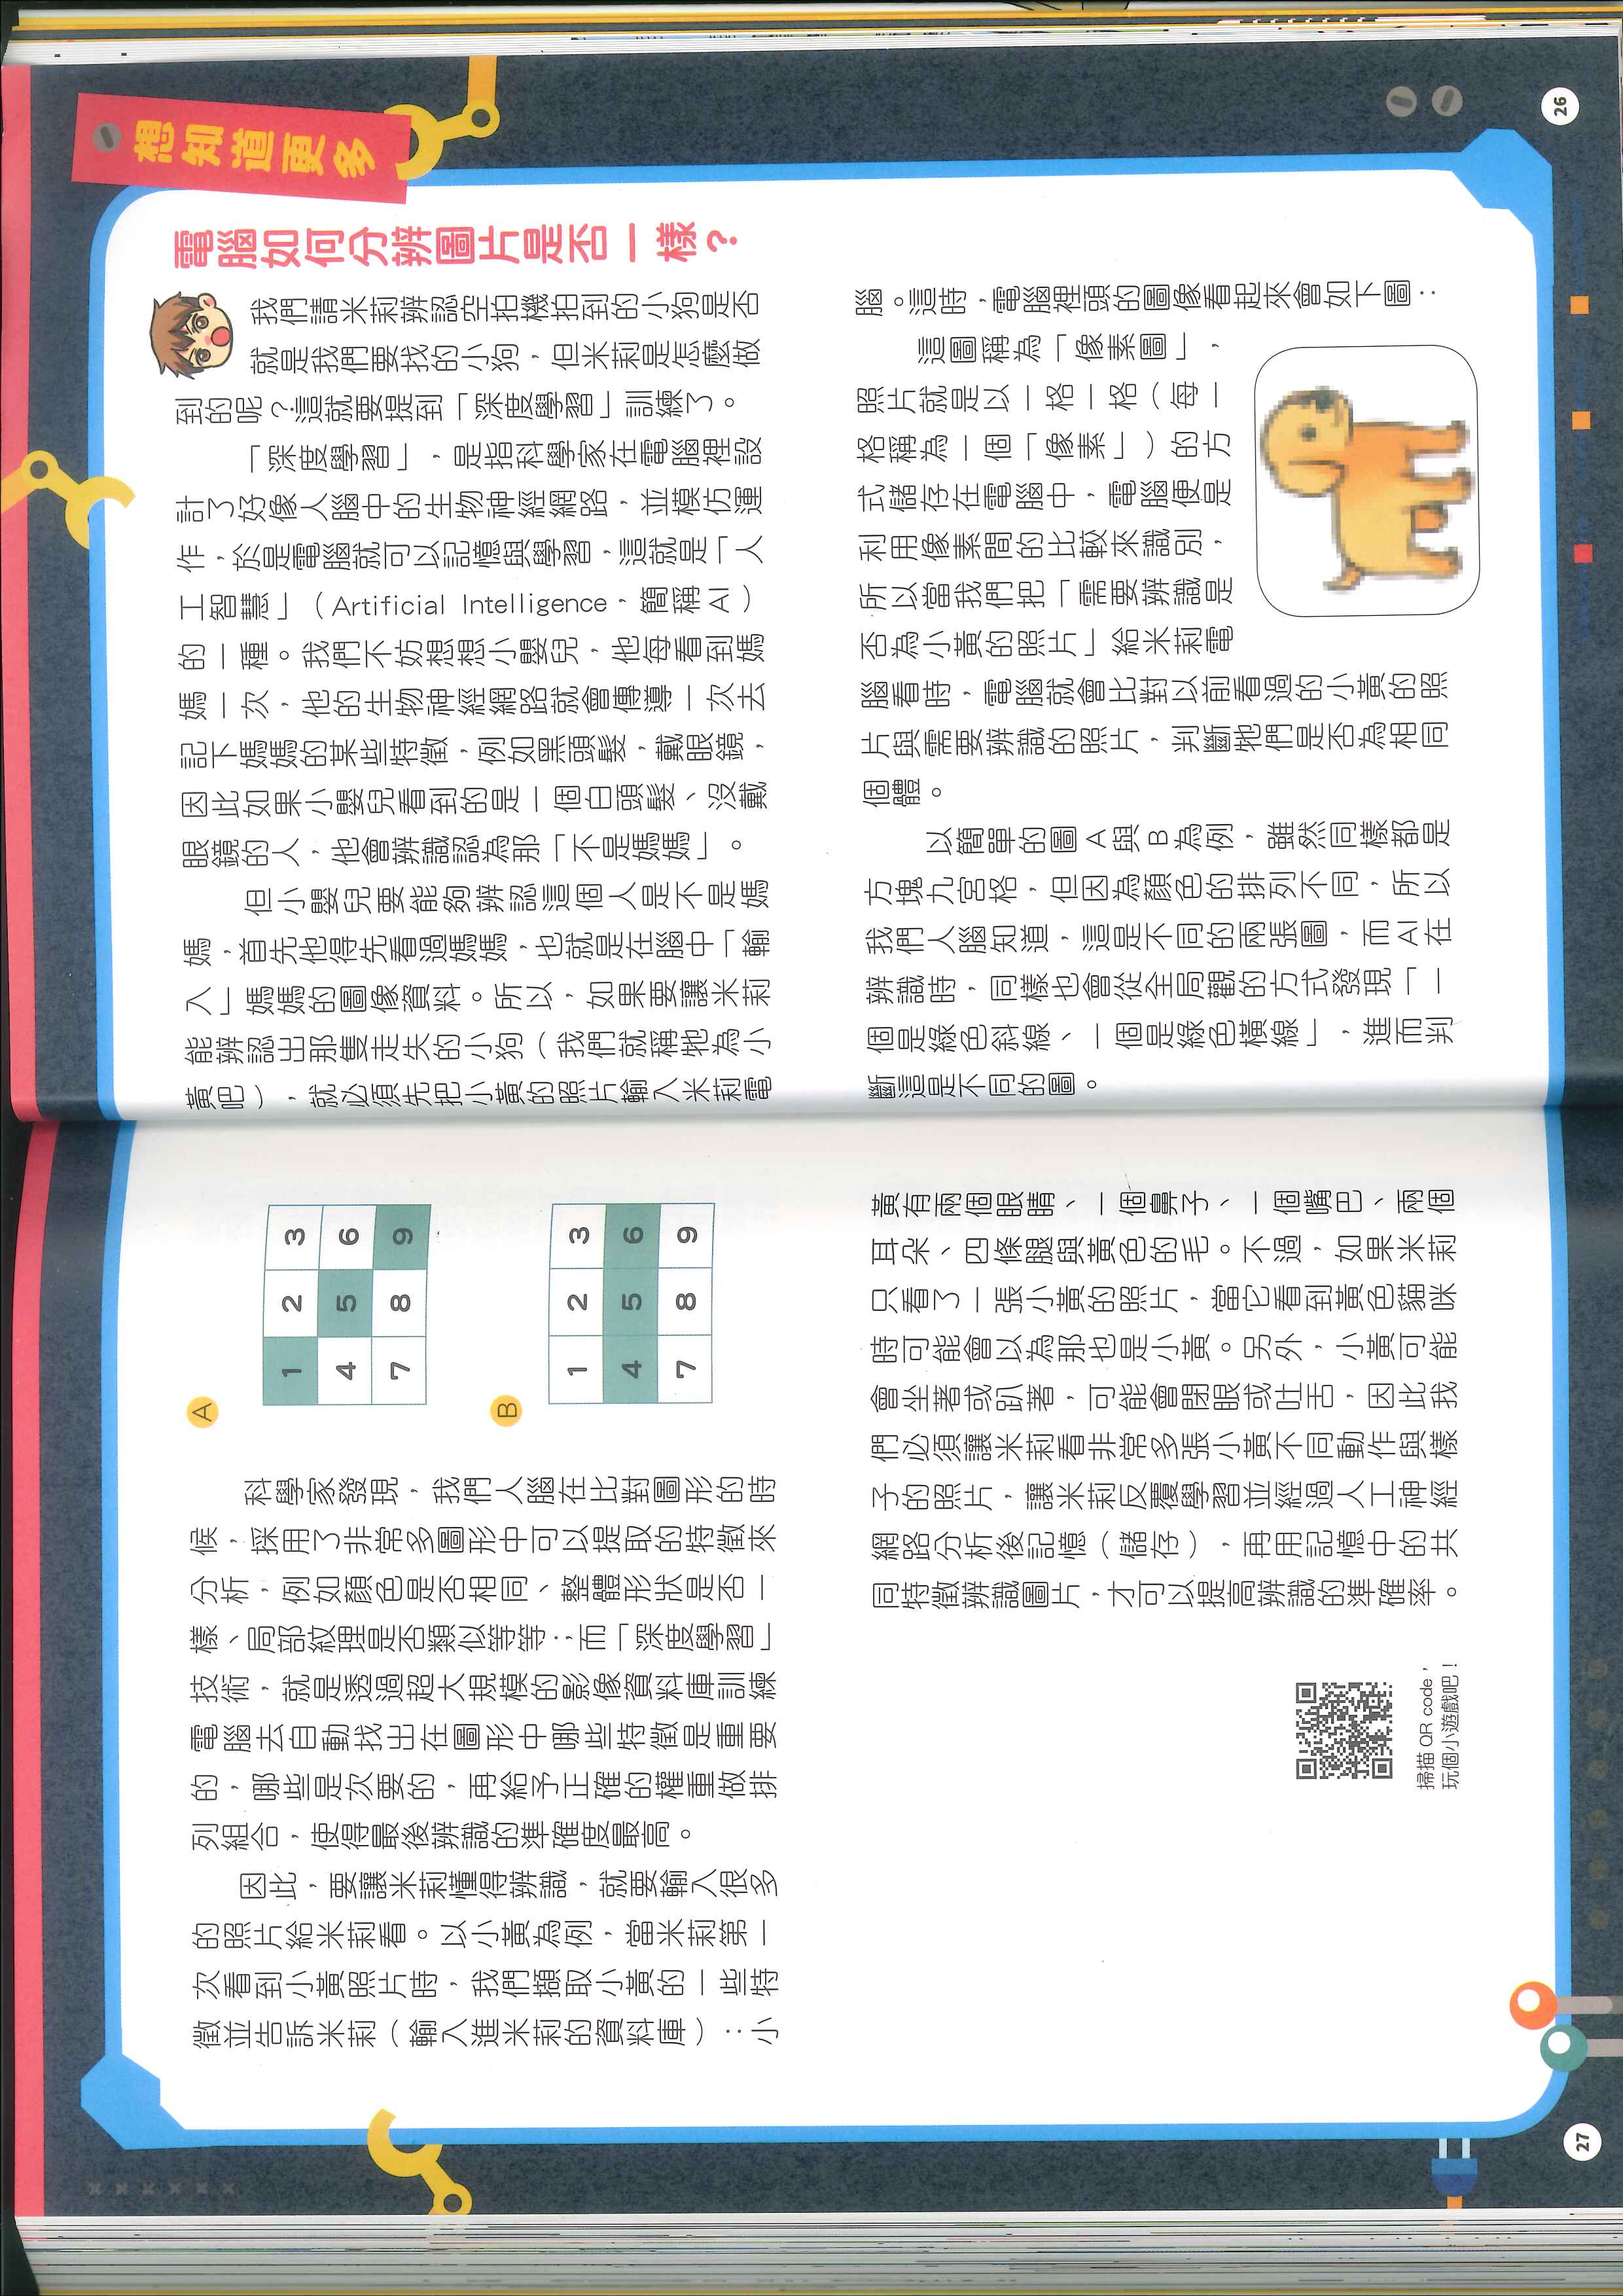 想知道更多
電腦如何分辨圖片是否一樣？
我們請米莉辨認空拍機拍到的小狗是否
就是我們要找的小狗，但米莉是怎麼做
到的呢？這就要提到「深度學習」訓練了。
「深度學習」，是指科學家在電腦裡設
計了好像人腦中的生物神經網路，並模仿運
作，於是電腦就可以記憶與學習，這就是「人
工智慧」（Artificial Intelligence，簡稱AI）
的一種。我們不妨想想小嬰兒，他每看到媽
媽一次，他的生物神經網路就會傳導一次去
記下媽媽的某些特徵，例如黑頭髮，戴眼鏡，
因此如果小嬰兒看到的是一個白頭髮、沒戴
眼鏡的人，他會辨識認為那「不是媽媽」。
但小嬰兒要能夠辨認這個人是不是媽
媽，首先他得先看過媽媽，也就是在腦中「輸
入」媽媽的圖像資料。所以，如果要讓米莉
能辨認出那隻走失的小狗（我們就稱牠為小
黃吧），就必須先把小黃的照片輸入米莉電
腦。這時，電腦裡頭的圖像看起來會如下圖：
這圖稱為「像素圖」，
照片就是以一格一格（每一
格稱為一個「像素」）的方
式儲存在電腦中，電腦便是
利用像素間的比較來識別，
所以當我們把「需要辨識是
否為小黃的照片」給米莉電
腦看時，電腦就會比對以前看過的小黃的照
片與需要辨識的照片，判斷牠們是否為相同
個體。
以簡單的圖A與B為例，雖然同樣都是
方塊九宮格，但因為顏色的排列不同，所以
我們人腦知道，這是不同的兩張圖，而AI在
辨識時，同樣也會從全局觀的方式發現「一
個是綠色斜線、一個是綠色橫線」，進而判
斷這是不同的圖。
26
A
1 2 3
4 5 6
7 8 9
B
1 2 3
4 5 6
7 8 9
科學家發現，我們人腦在比對圖形的時
候，採用了非常多圖形中可以提取的特徵來
分析，例如顏色是否相同、整體形狀是否一
樣、局部紋理是否類似等等；而「深度學習」
技術，就是透過超大規模的影像資料庫訓練
電腦去自動找出在圖形中哪些特徵是重要
的，哪些是次要的，再給予正確的權重做排
列組合，使得最後辨識的準確度最高。
因此，要讓米莉懂得辨識，就要輸入很多
的照片給米莉看。以小黃為例，當米莉第一
次看到小黃照片時，我們擷取小黃的一些特
徵並告訴米莉（輸入進米莉的資料庫）：小
黃有兩個眼睛、一個鼻子、一個嘴巴、兩個
耳朵、四條腿與黃色的毛。不過，如果米莉
只看了一張小黃的照片，當它看到黃色貓咪
時可能會以為那也是小黃。另外，小黃可能
會坐著或趴著，可能會閉眼或吐舌，因此我
們必須讓米莉看非常多張小黃不同動作與樣
子的照片，讓米莉反覆學習並經過人工神經
網路分析後記憶（儲存），再用記憶中的共
同特徵辨識圖片，才可以提高辨識的準確率。
掃描 QR code，
玩個小遊戲吧！
27